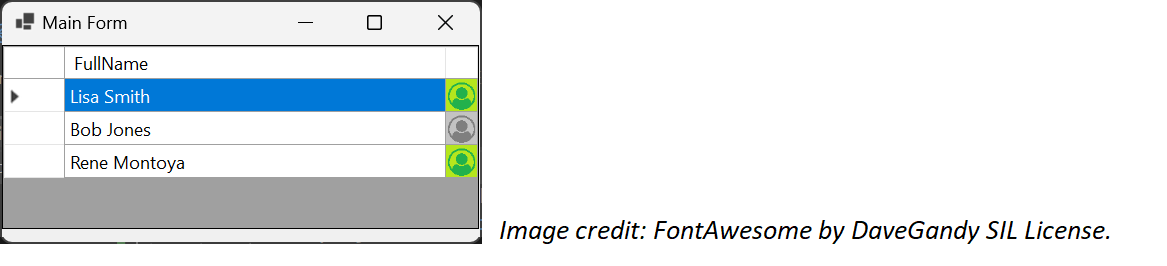 Main Form
FullName
Lisa Smith
Bob Jones
Rene Montoya
Image credit: FontAwesome by DaveGandy SIL License.